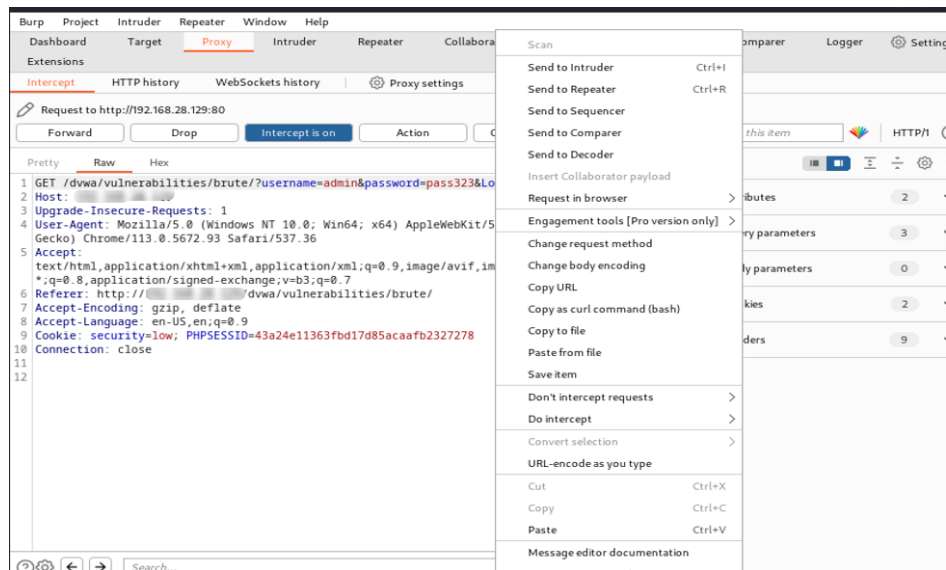 Burp Project Intruder Repeater Window Help
Dashboard Target Proxy Intruder Repeater Collabora omparer Logger Setting
Extensions
Intercept HTTP history WebSockets history Proxy settings
Request to http://192.168.28.129:80
Forward Drop Intercept is on Action this item HTTP/1
Pretty Raw Hex
1 GET /dvwa/vulnerabilities/brute/?username=admin&password=pass323&Lo
2 Host:
3 Upgrade-Insecure-Requests: 1
4 User-Agent: Mozilla/5.0 (Windows NT 10.0; Win64; x64) AppleWebKit/5
Gecko) Chrome/113.0.5672.93 Safari/537.36
5 Accept:
text/html,application/xhtml+xml,application/xml;q=0.9,image/avif,im
*;q=0.8,application/signed-exchange;v=b3;q=0.7
6 Referer: http:// /dvwa/vulnerabilities/brute/
7 Accept-Encoding: gzip, deflate
8 Accept-Language: en-US,en;q=0.9
9 Cookie: security=low; PHPSESSID=43a24e11363fbd17d85acaafb2327278
10 Connection: close
11
12
Search...
Scan
Send to Intruder Ctrl+I
Send to Repeater Ctrl+R
Send to Sequencer
Send to Comparer
Send to Decoder
Insert Collaborator payload
Request in browser
Engagement tools [Pro version only]
Change request method
Change body encoding
Copy URL
Copy as curl command (bash)
Copy to file
Paste from file
Save item
Don't intercept requests
Do intercept
Convert selection
URL-encode as you type
Cut Ctrl+X
Copy Ctrl+C
Paste Ctrl+V
Message editor documentation
ributes 2
ry parameters 3
ly parameters 0
kies 2
ders 9